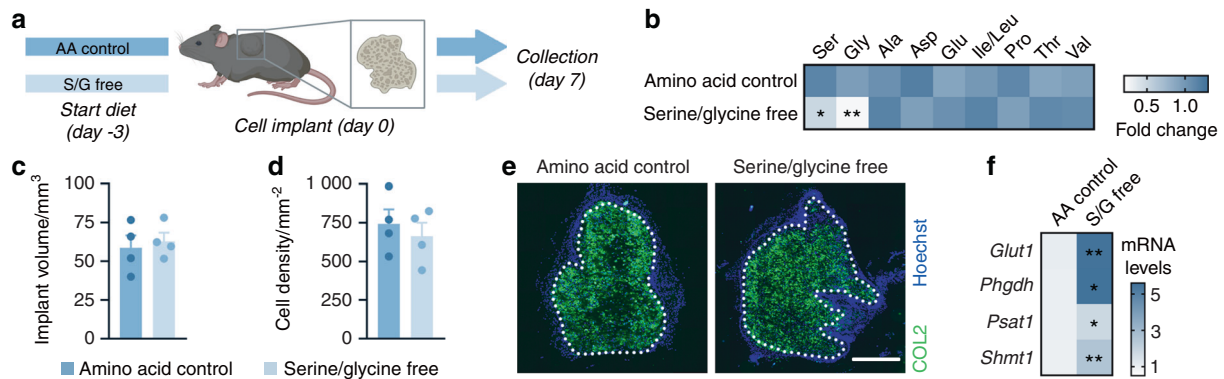 a
AA control
S/G free
Start diet
(day -3)
Cell implant (day 0)
Collection
(day 7)
b
Ser
Gly
Ala
Asp
Glu
Ile/Leu
Pro
Thr
Val
Amino acid control
Serine/glycine free
*
**
0.5
1.0
Fold change
c
Implant volume/mm³
100
75
50
25
0
d
Cell density/mm⁻²
1 000
750
500
250
0
Amino acid control
Serine/glycine free
e
Amino acid control
Serine/glycine free
Hoechst
COL2
f
AA control
S/G free
Glut1
**
Phgdh
*
Psat1
*
Shmt1
**
mRNA
levels
5
3
1